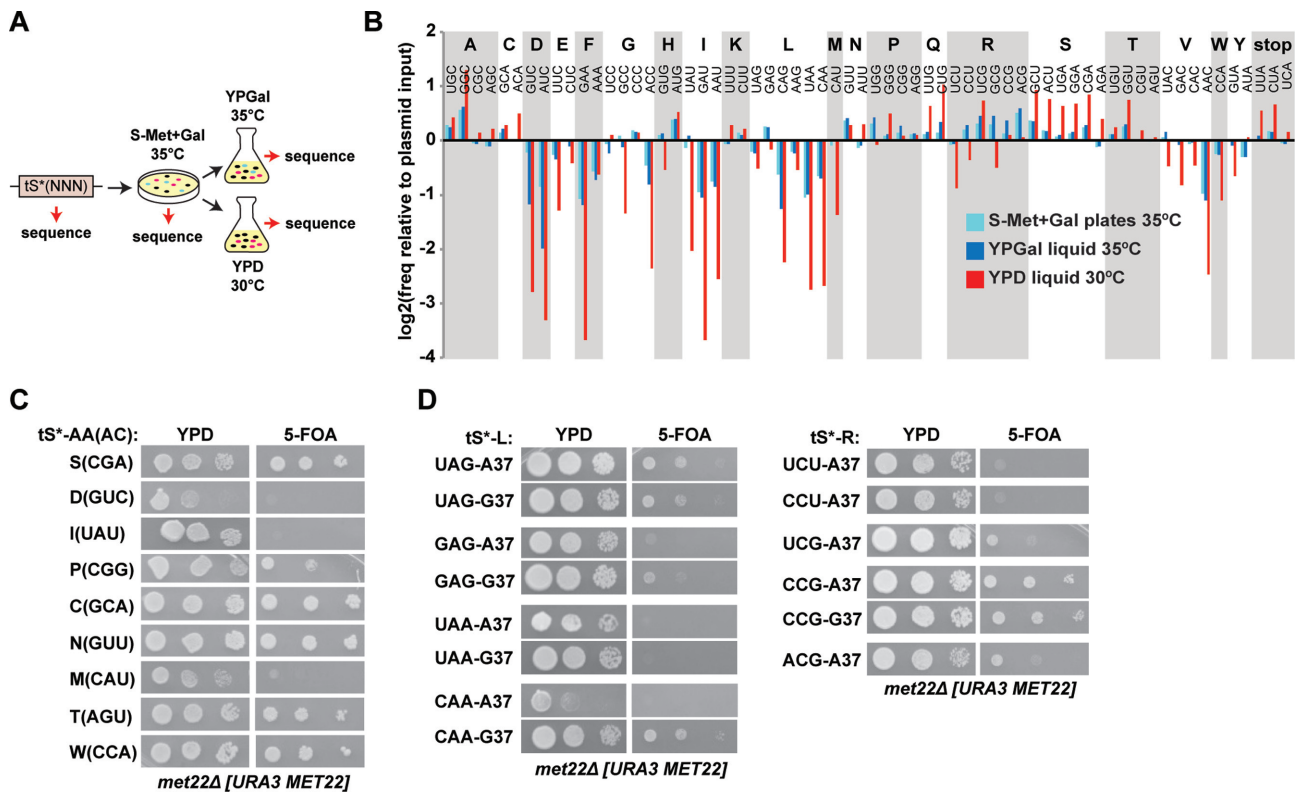 A
tS*(NNN)
sequence
S-Met+Gal
35°C
sequence
YPGal
35°C
sequence
sequence
YPD
30°C
B
log2(freq relative to plasmid input)
2
1
0
-1
-2
-3
-4
A C D E F G H I K L M N P Q R S T V W Y stop
UGC GGC CGC AGC GCA ACA GUC AUC UUC CUC GAA AAA UCC GCC CCC ACC GUG AUG UAU GAU AAU UUU CUU UAG GAG CAG AAG UAA CAA CAU GUU AUU UGG GGG CGG AGG UUG CUG UCU CCU UCG GCG CCG ACG GCU ACU UGA GGA CGA AGA UGU GGU CGU AGU UAC GAC CAC AAC CCA GUA AUA UUA CUA UCA
S-Met+Gal plates 35ºC
YPGal liquid 35ºC
YPD liquid 30ºC
C
tS*-AA(AC): YPD 5-FOA
S(CGA)
D(GUC)
I(UAU)
P(CGG)
C(GCA)
N(GUU)
M(CAU)
T(AGU)
W(CCA)
met22Δ [URA3 MET22]
D
tS*-L: YPD 5-FOA
UAG-A37
UAG-G37
GAG-A37
GAG-G37
UAA-A37
UAA-G37
CAA-A37
CAA-G37
met22Δ [URA3 MET22]
tS*-R: YPD 5-FOA
UCU-A37
CCU-A37
UCG-A37
CCG-A37
CCG-G37
ACG-A37
met22Δ [URA3 MET22]